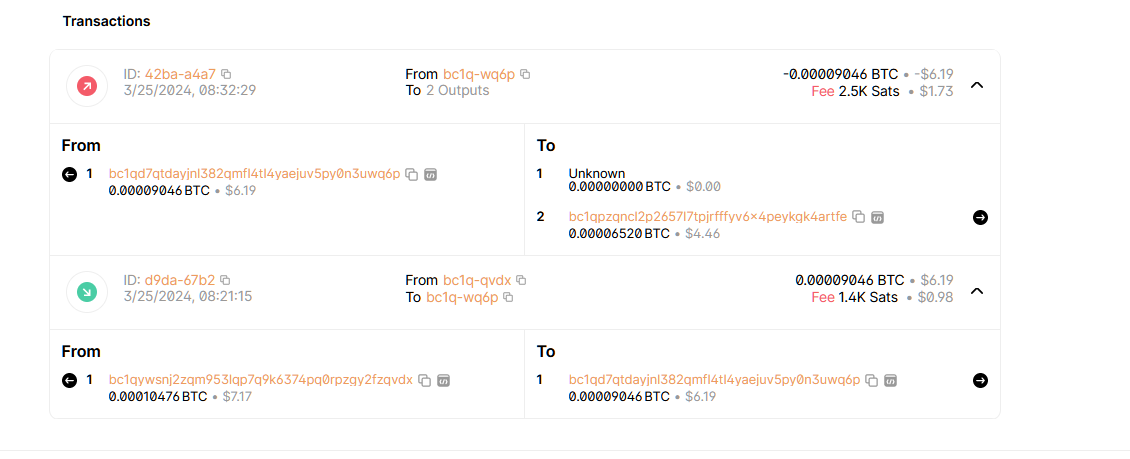 Transactions
ID: 42ba-a4a7
3/25/2024, 08:32:29
From bc1q-wq6p
To 2 Outputs
-0.00009046 BTC • -$6.19
Fee 2.5K Sats • $1.73
From
1 bc1qd7qtdayjnl382qmfl4tl4yaejuv5py0n3uwq6p
0.00009046 BTC • $6.19
To
1 Unknown
0.00000000 BTC • $0.00
2 bc1qpzqncl2p2657l7tpjrfffyv6x4peykgk4artfe
0.00006520 BTC • $4.46
ID: d9da-67b2
3/25/2024, 08:21:15
From bc1q-qvdx
To bc1q-wq6p
0.00009046 BTC • $6.19
Fee 1.4K Sats • $0.98
From
1 bc1qywsnj2zqm953lqp7q9k6374pq0rpzgy2fzqvdx
0.00010476 BTC • $7.17
To
1 bc1qd7qtdayjnl382qmfl4tl4yaejuv5py0n3uwq6p
0.00009046 BTC • $6.19